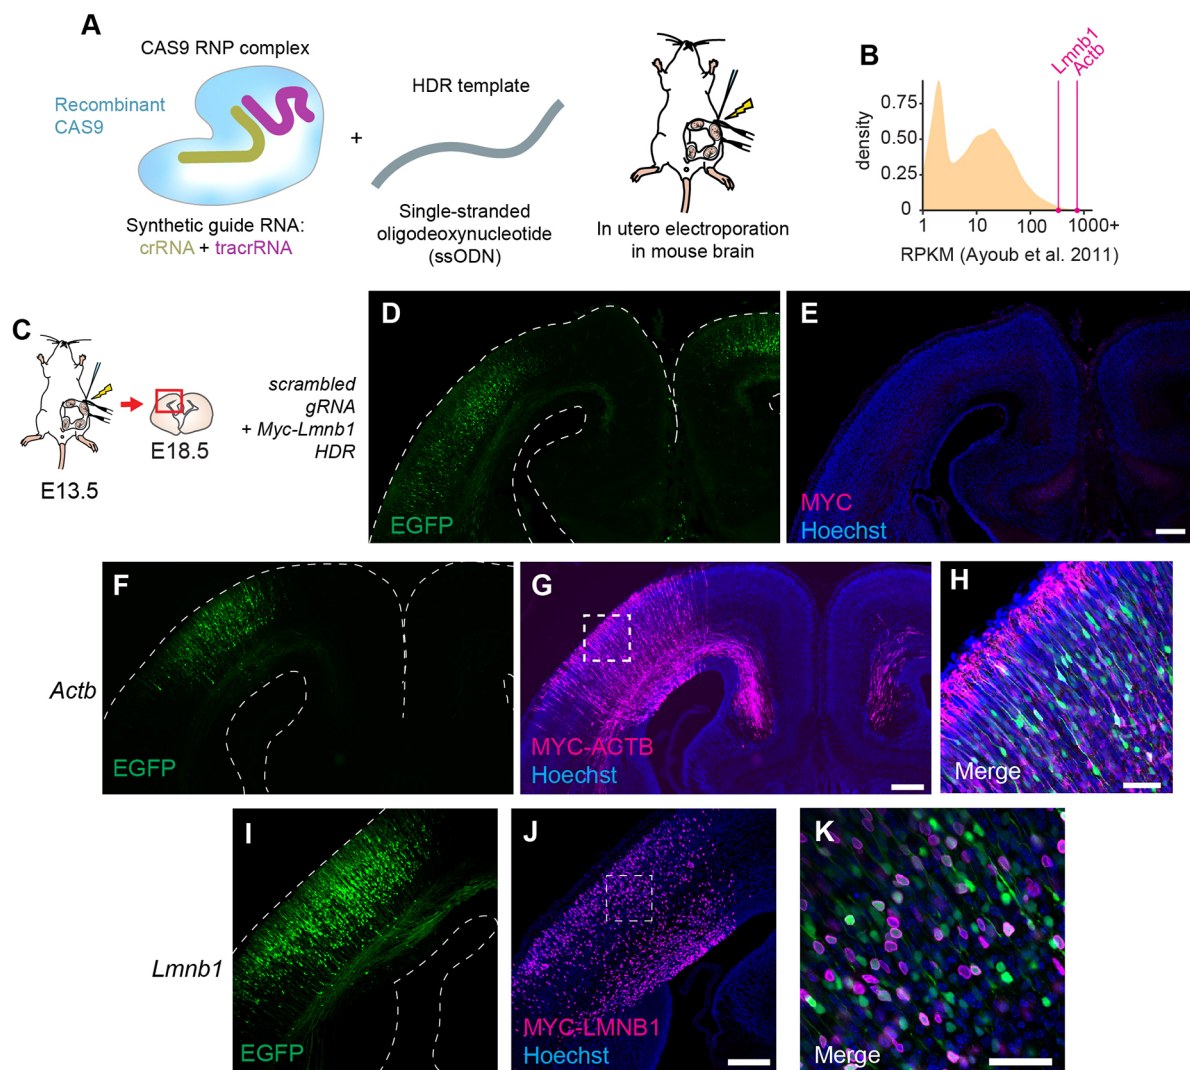 A
CAS9 RNP complex
Recombinant
CAS9
+
HDR template
Synthetic guide RNA:
crRNA + tracrRNA
Single-stranded
oligodeoxynucleotide
(ssODN)
In utero electroporation
in mouse brain
B
Lmnb1
Actb
density
0.75
0.50
0.25
0
1
10
100
1000+
RPKM (Ayoub et al. 2011)
C
E13.5
E18.5
scrambled
gRNA
+ Myc-Lmnb1
HDR
D
EGFP
E
MYC
Hoechst
Actb
F
EGFP
G
MYC-ACTB
Hoechst
H
Merge
Lmnb1
I
EGFP
J
MYC-LMNB1
Hoechst
K
Merge